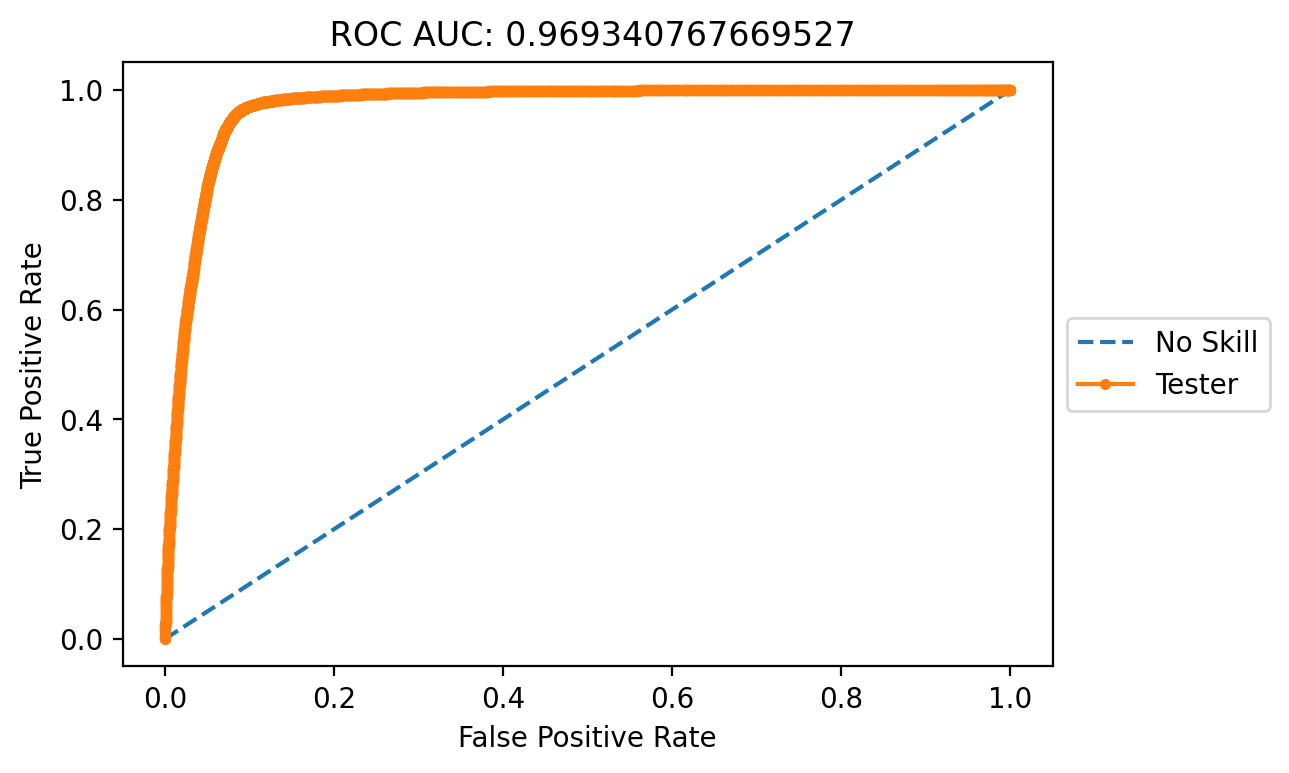 ROC AUC: 0.969340767669527
1.0
0.8
0.6
0.4
0.2
0.0
True Positive Rate
0.0 0.2 0.4 0.6 0.8 1.0
False Positive Rate
No Skill
Tester